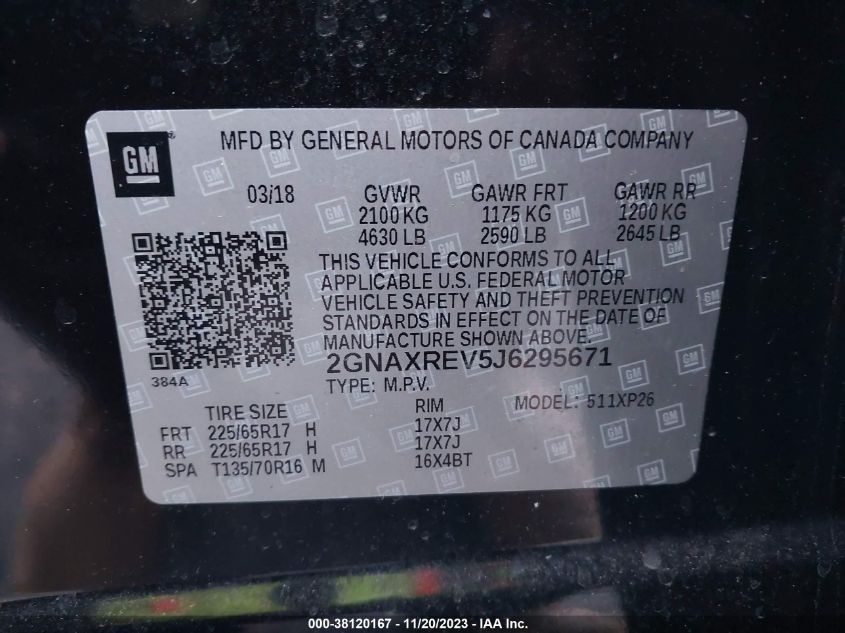 GM
MFD BY GENERAL MOTORS OF CANADA COMPANY
03/18 GVWR GAWR FRT GAWR RR
2100 KG 1175 KG 1200 KG
4630 LB 2590 LB 2645 LB
THIS VEHICLE CONFORMS TO ALL
APPLICABLE U.S. FEDERAL MOTOR
VEHICLE SAFETY AND THEFT PREVENTION
STANDARDS IN EFFECT ON THE DATE OF
MANUFACTURE SHOWN ABOVE.
2GNAXREV5J6295671
384A
TYPE: M.P.V.
TIRE SIZE RIM MODEL: 511XP26
FRT 225/65R17 H 17X7J
RR 225/65R17 H 17X7J
SPA T135/70R16 M 16X4BT
000-38120167 - 11/20/2023 - IAA Inc.